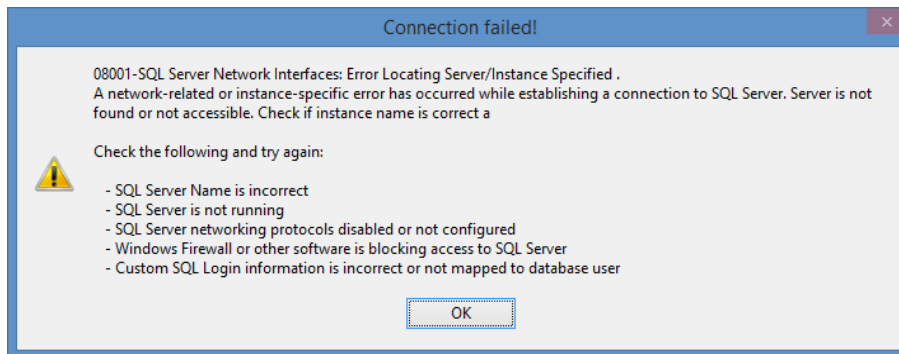 Connection failed!
08001-SQL Server Network Interfaces: Error Locating Server/Instance Specified .
A network-related or instance-specific error has occurred while establishing a connection to SQL Server. Server is not
found or not accessible. Check if instance name is correct a
Check the following and try again:
- SQL Server Name is incorrect
- SQL Server is not running
- SQL Server networking protocols disabled or not configured
- Windows Firewall or other software is blocking access to SQL Server
- Custom SQL Login information is incorrect or not mapped to database user
OK